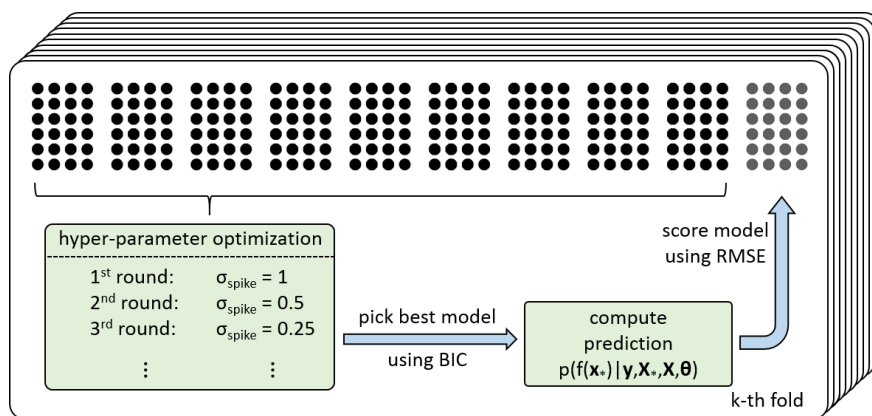 hyper-parameter optimization
1st round: σspike = 1
2nd round: σspike = 0.5
3rd round: σspike = 0.25
⋮ ⋮
pick best model
using BIC
compute
prediction
p(f(x*)|y,X*,X,θ)
score model
using RMSE
k-th fold